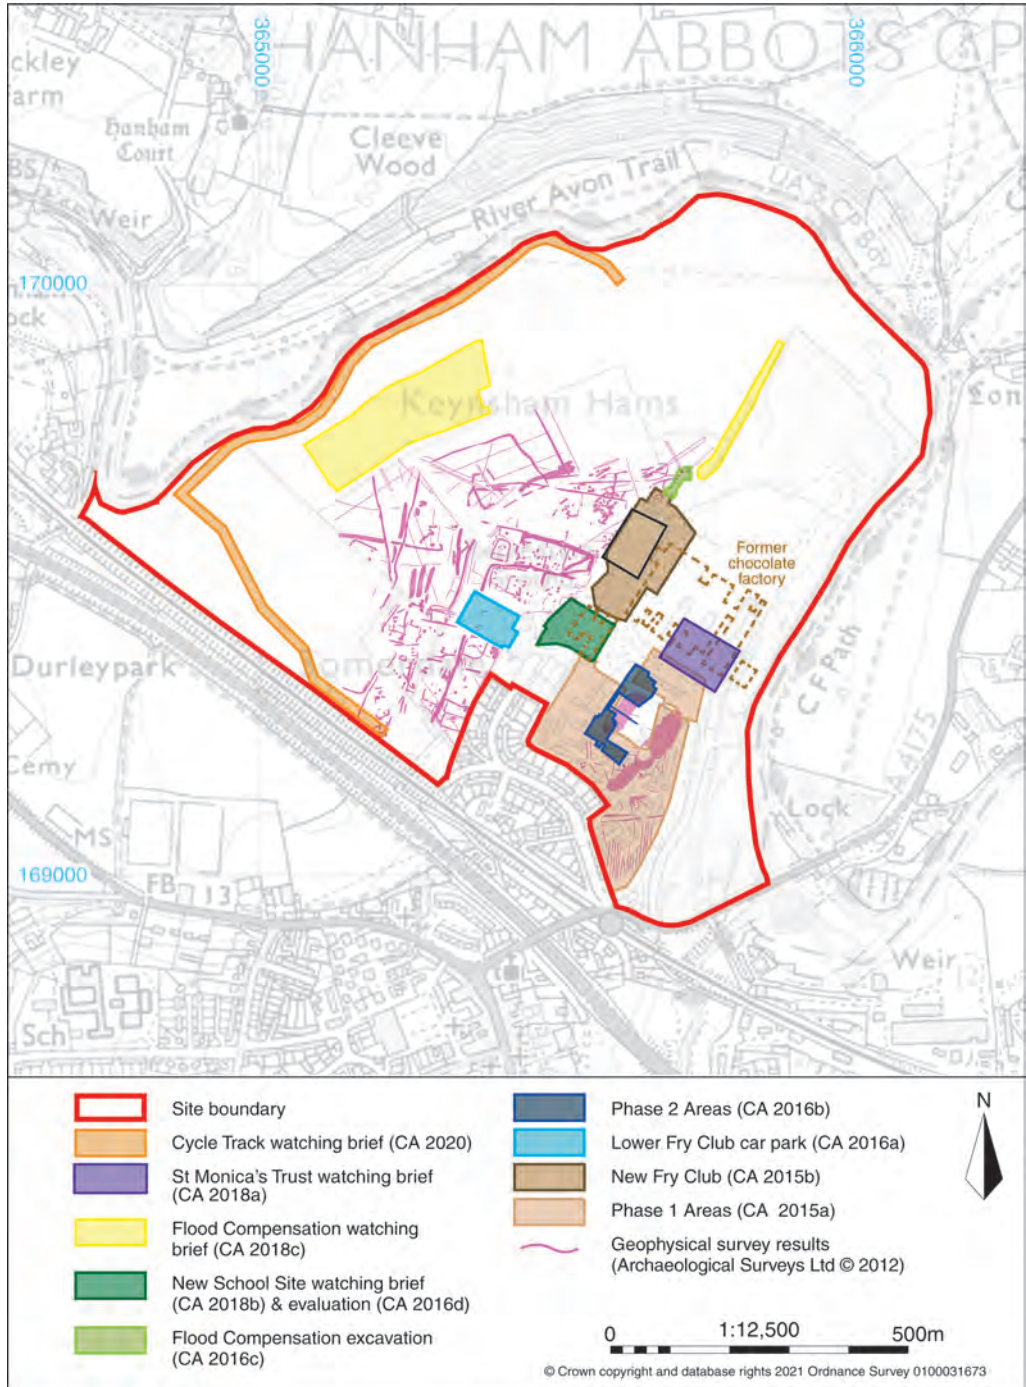 HANHAM ABBOTS CP
365000
366000
ckley
arm
Hanham
Court
Cleeve
Wood
BS
Weir
River Avon Trail
UA & CP BDY
170000
ock
Keynsham Hams
Former
chocolate
factory
Durleypark
C.F Path
A4175
Cemy
MS
Lock
169000
FB
13
Weir
Sch
Site boundary
Cycle Track watching brief (CA 2020)
St Monica's Trust watching brief
(CA 2018a)
Flood Compensation watching
brief (CA 2018c)
New School Site watching brief
(CA 2018b) & evaluation (CA 2016d)
Flood Compensation excavation
(CA 2016c)
Phase 2 Areas (CA 2016b)
Lower Fry Club car park (CA 2016a)
New Fry Club (CA 2015b)
Phase 1 Areas (CA 2015a)
Geophysical survey results
(Archaeological Surveys Ltd © 2012)
N
0 1:12,500 500m
© Crown copyright and database rights 2021 Ordnance Survey 0100031673